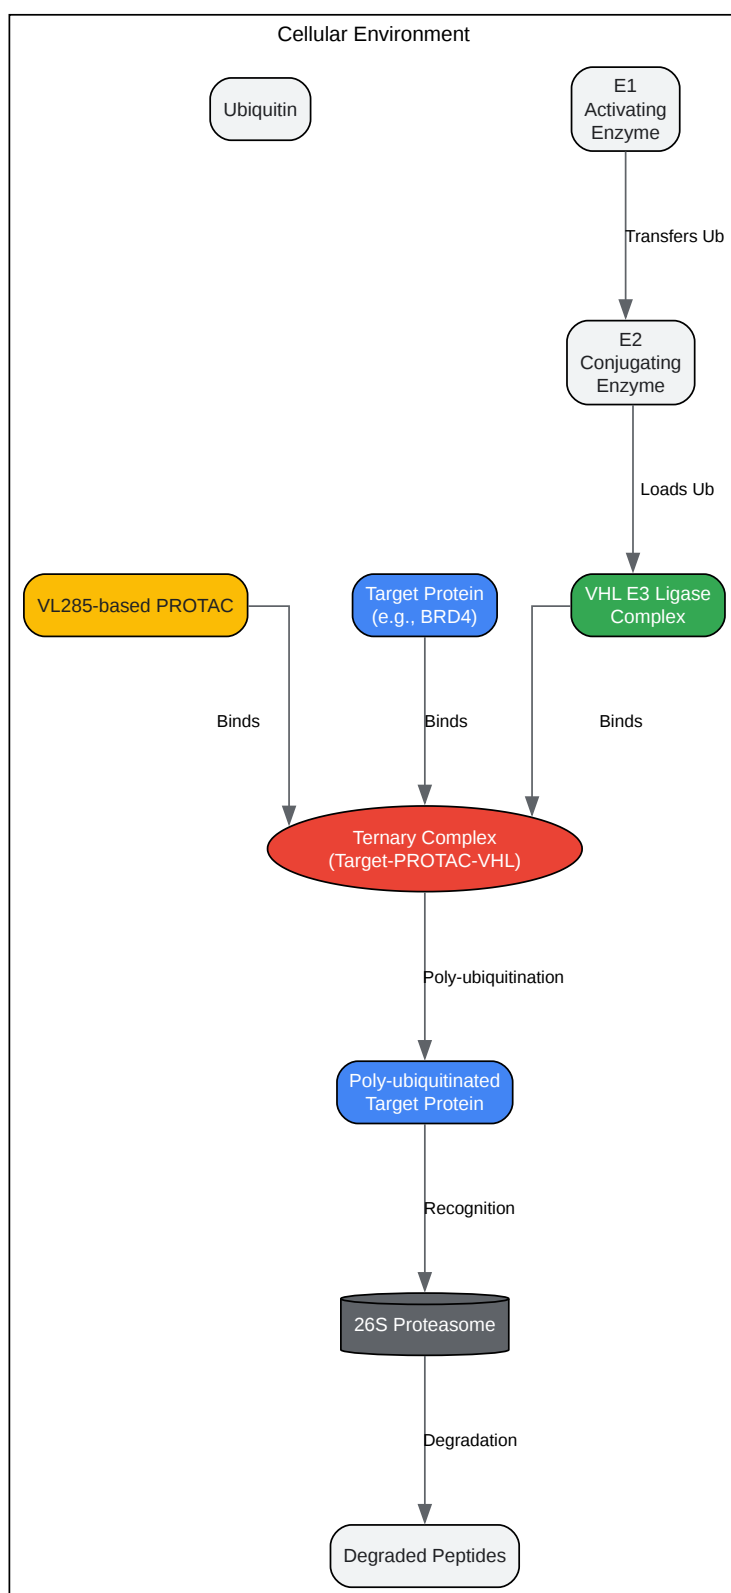 Cellular Environment
Ubiquitin
E1
Activating
Enzyme
Transfers Ub
E2
Conjugating
Enzyme
Loads Ub
VL285-based PROTAC
Target Protein
(e.g., BRD4)
VHL E3 Ligase
Complex
Binds
Binds
Binds
Ternary Complex
(Target-PROTAC-VHL)
Poly-ubiquitination
Poly-ubiquitinated
Target Protein
Recognition
26S Proteasome
Degradation
Degraded Peptides